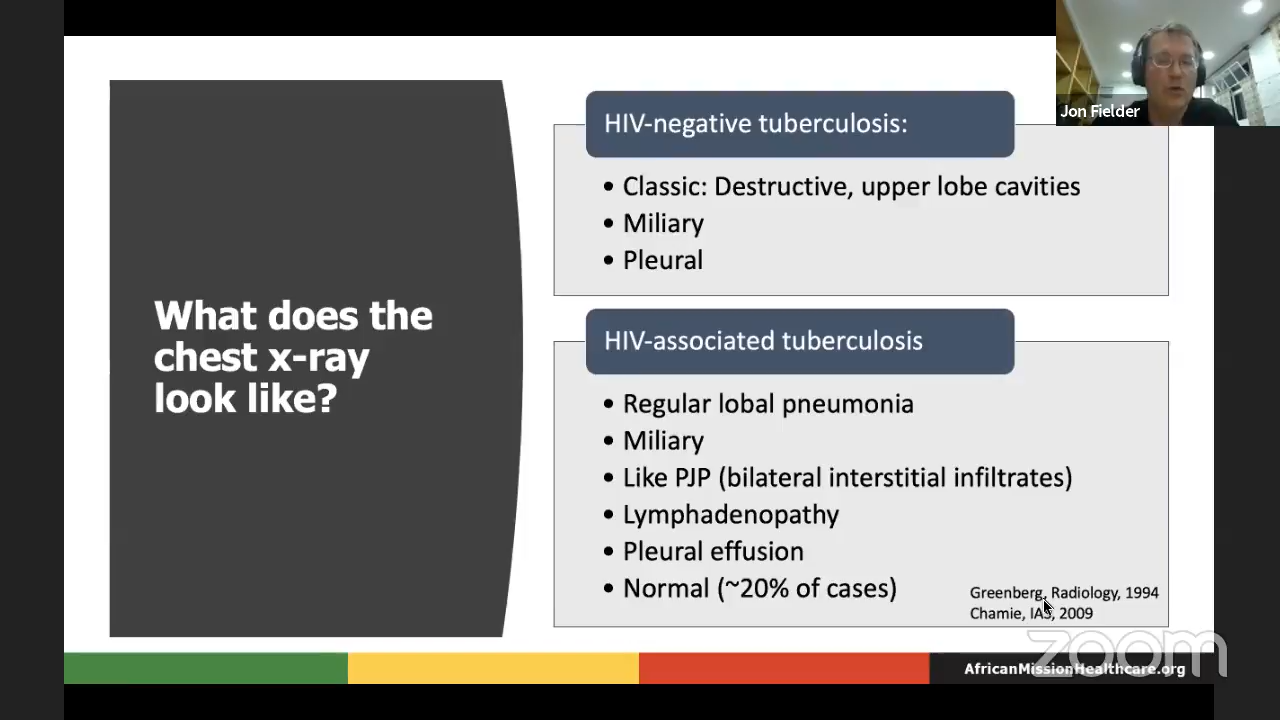 Jon Fielder
What does the
chest x-ray
look like?
HIV-negative tuberculosis:
• Classic: Destructive, upper lobe cavities
• Miliary
• Pleural
HIV-associated tuberculosis
• Regular lobal pneumonia
• Miliary
• Like PJP (bilateral interstitial infiltrates)
• Lymphadenopathy
• Pleural effusion
• Normal (~20% of cases)
Greenberg, Radiology, 1994
Chamie, IAS, 2009
zoom
AfricanMissionHealthcare.org